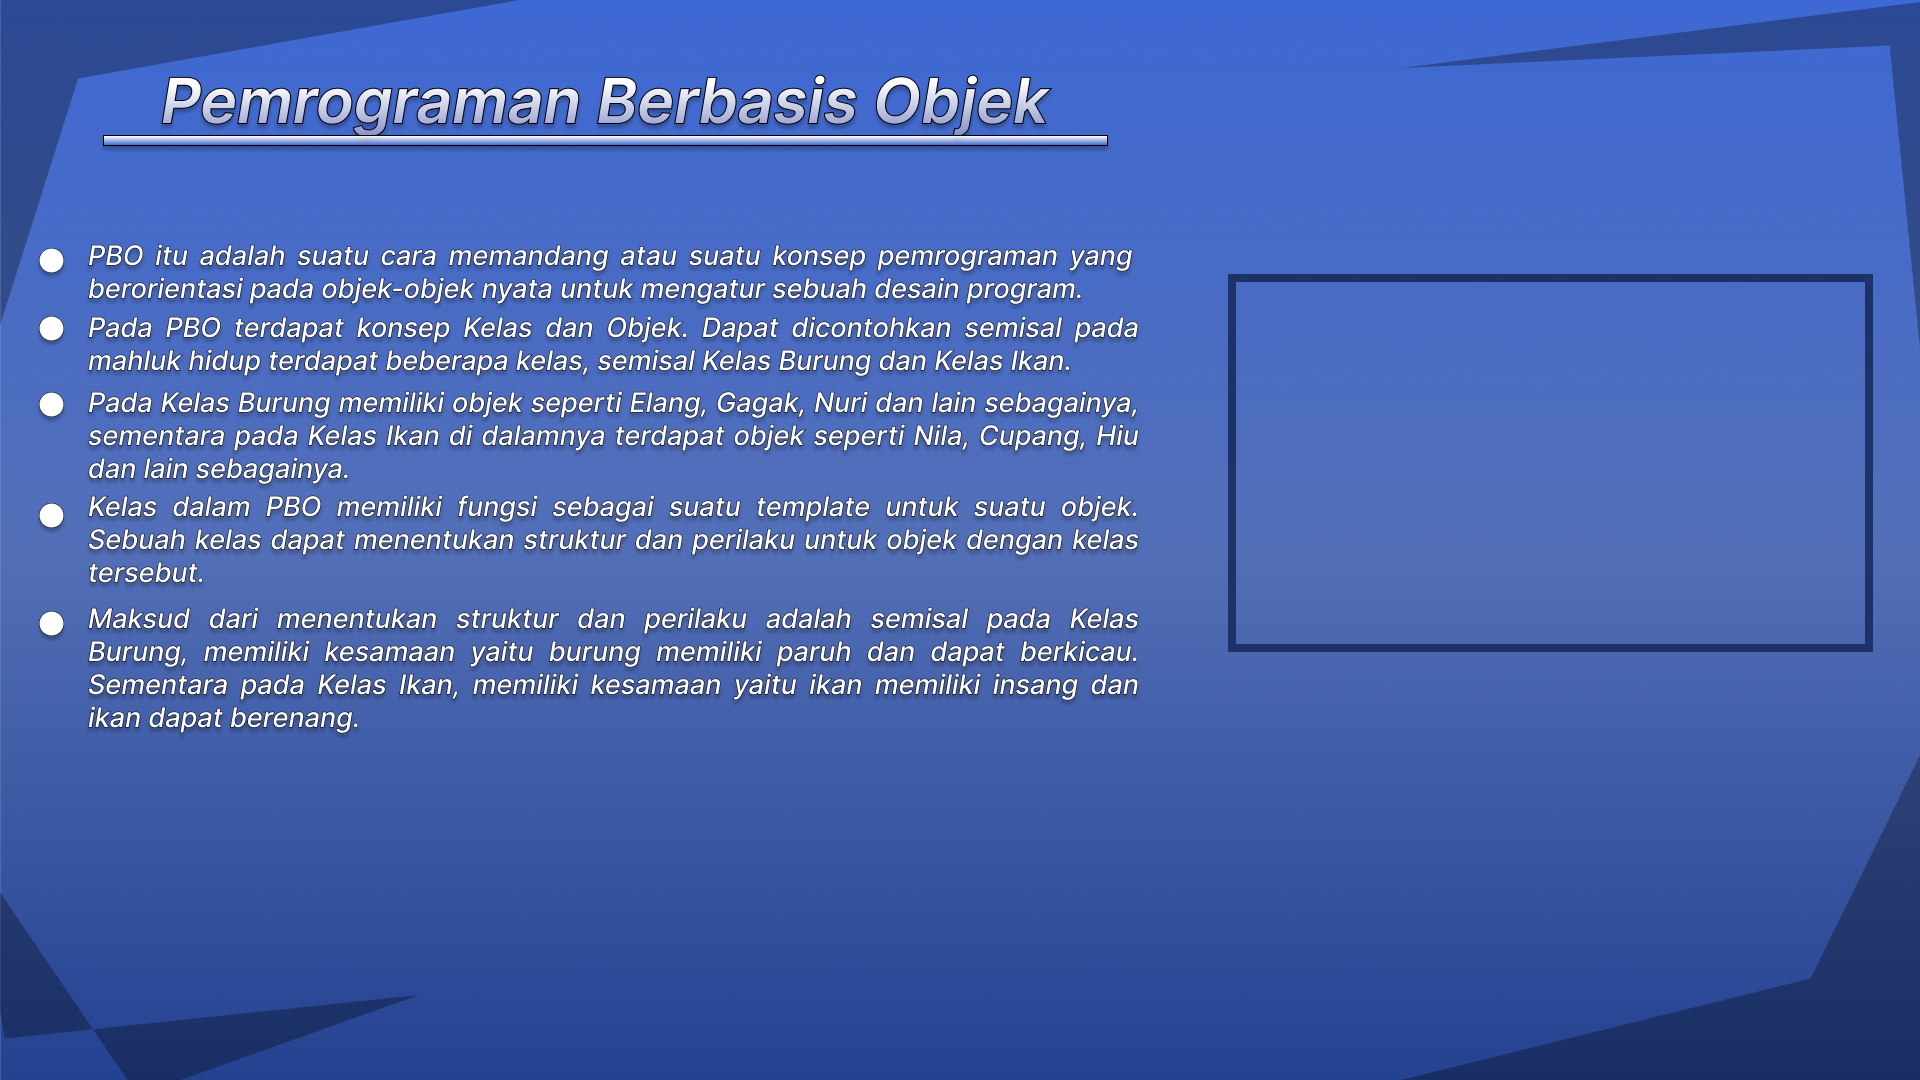 Pemrograman Berbasis Objek
PBO itu adalah suatu cara memandang atau suatu konsep pemrograman yang
berorientasi pada objek-objek nyata untuk mengatur sebuah desain program.
Pada PBO terdapat konsep Kelas dan Objek. Dapat dicontohkan semisal pada
mahluk hidup terdapat beberapa kelas, semisal Kelas Burung dan Kelas Ikan.
Pada Kelas Burung memiliki objek seperti Elang, Gagak, Nuri dan lain sebagainya,
sementara pada Kelas Ikan di dalamnya terdapat objek seperti Nila, Cupang, Hiu
dan lain sebagainya.
Kelas dalam PBO memiliki fungsi sebagai suatu template untuk suatu objek.
Sebuah kelas dapat menentukan struktur dan perilaku untuk objek dengan kelas
tersebut.
Maksud dari menentukan struktur dan perilaku adalah semisal pada Kelas
Burung, memiliki kesamaan yaitu burung memiliki paruh dan dapat berkicau.
Sementara pada Kelas Ikan, memiliki kesamaan yaitu ikan memiliki insang dan
ikan dapat berenang.